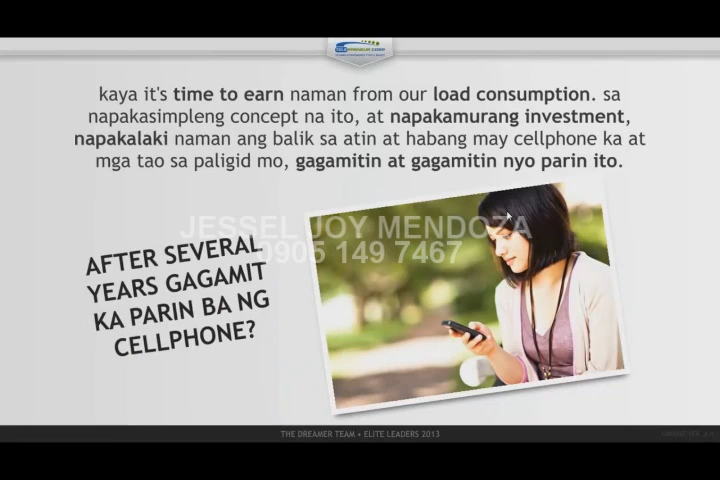 kaya it's time to earn naman from our load consumption. sa
napakasimpleng concept na ito, at napakamurang investment,
napakalaki naman ang balik sa atin at habang may cellphone ka at
mga tao sa paligid mo, gagamitin at gagamitin nyo parin ito.
JESSEL JOY MENDOZA
0905 149 7467
AFTER SEVERAL
YEARS GAGAMIT
KA PARIN BA NG
CELLPHONE?
THE DREAMER TEAM • ELITE LEADERS 2013